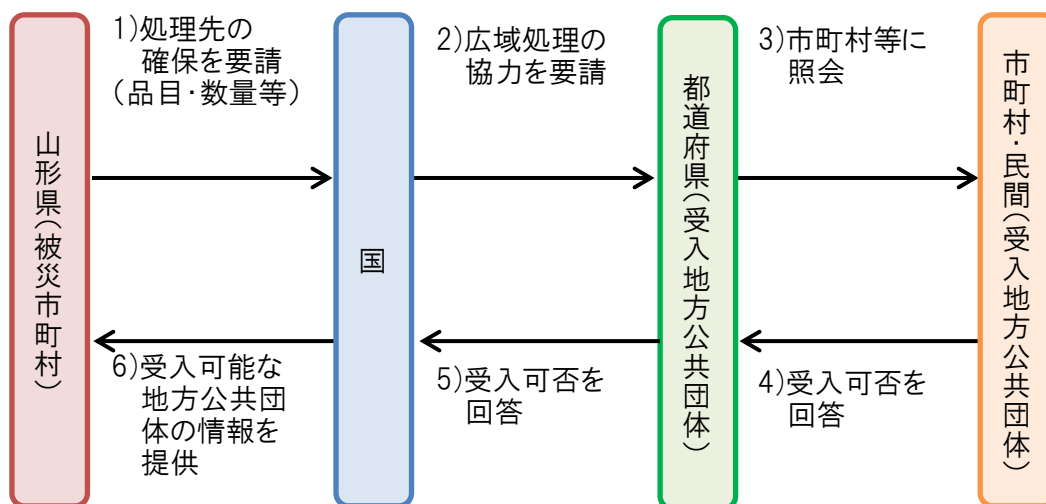 1)処理先の
確保を要請
(品目・数量等)
2)広域処理の
協力を要請
3)市町村等に
照会
山形県(被災市町村)
国
都道府県(受入地方公共団体)
市町村・民間(受入地方公共団体)
6)受入可能な
地方公共団
体の情報を
提供
5)受入可否を
回答
4)受入可否を
回答